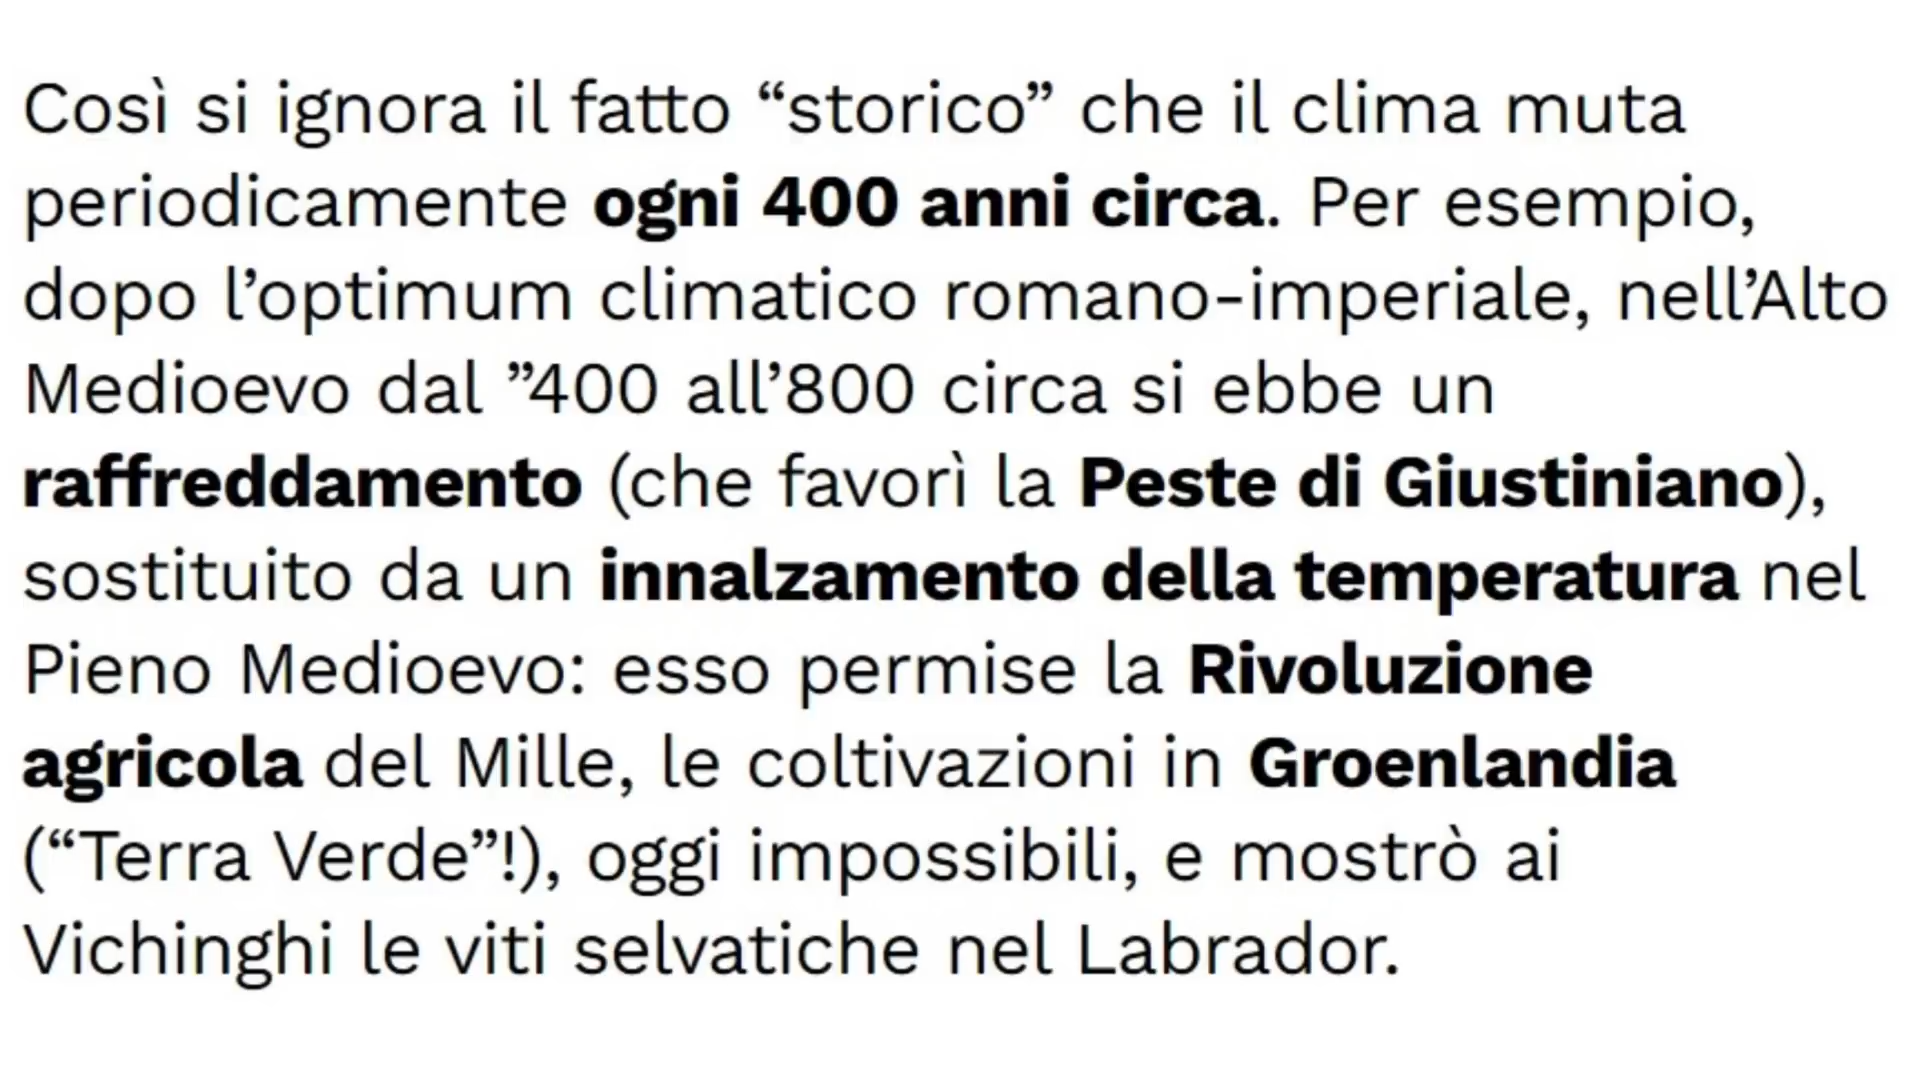 Così si ignora il fatto “storico” che il clima muta
periodicamente ogni 400 anni circa. Per esempio,
dopo l’optimum climatico romano-imperiale, nell’Alto
Medioevo dal ”400 all’800 circa si ebbe un
raffreddamento (che favorì la Peste di Giustiniano),
sostituito da un innalzamento della temperatura nel
Pieno Medioevo: esso permise la Rivoluzione
agricola del Mille, le coltivazioni in Groenlandia
(“Terra Verde”!), oggi impossibili, e mostrò ai
Vichinghi le viti selvatiche nel Labrador.